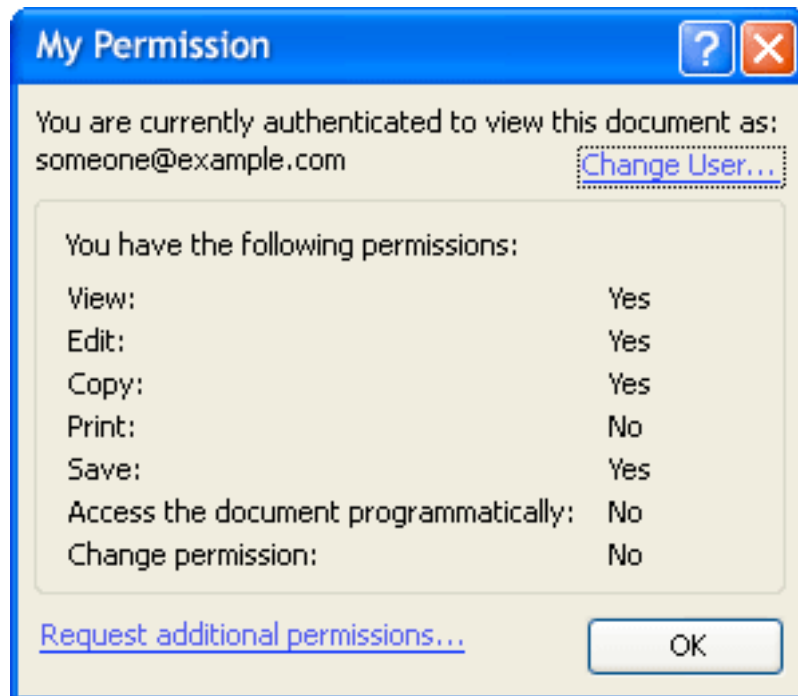 My Permission
You are currently authenticated to view this document as:
someone@example.com Change User...
You have the following permissions:
View: Yes
Edit: Yes
Copy: Yes
Print: No
Save: Yes
Access the document programmatically: No
Change permission: No
Request additional permissions... OK